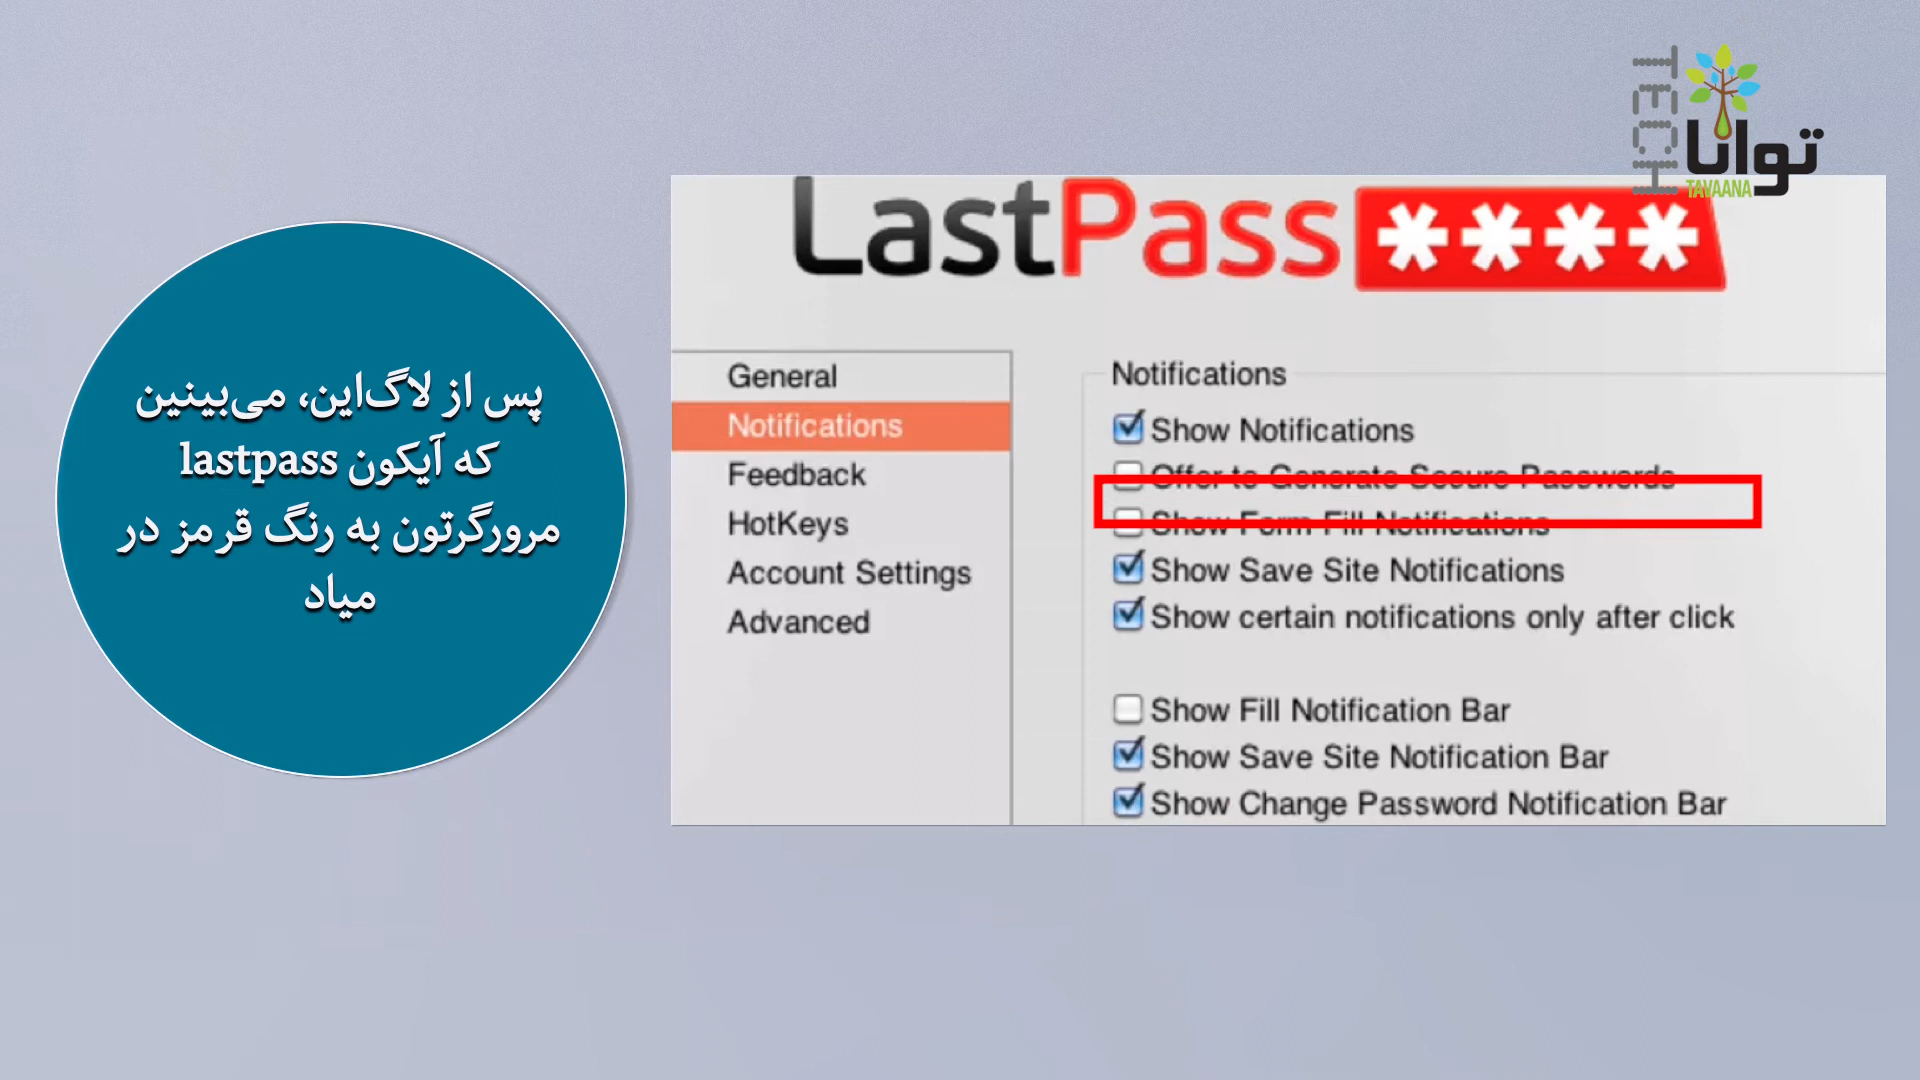 TECH
توانا
TAVAANA
پس از لاگ‌این، می‌بینین
که آیکون lastpass
مرورگرتون به رنگ قرمز در
میاد
LastPass ****
General
Notifications
Feedback
HotKeys
Account Settings
Advanced
Notifications
Show Notifications
Offer to Generate Secure Passwords
Show Form Fill Notifications
Show Save Site Notifications
Show certain notifications only after click
Show Fill Notification Bar
Show Save Site Notification Bar
Show Change Password Notification Bar